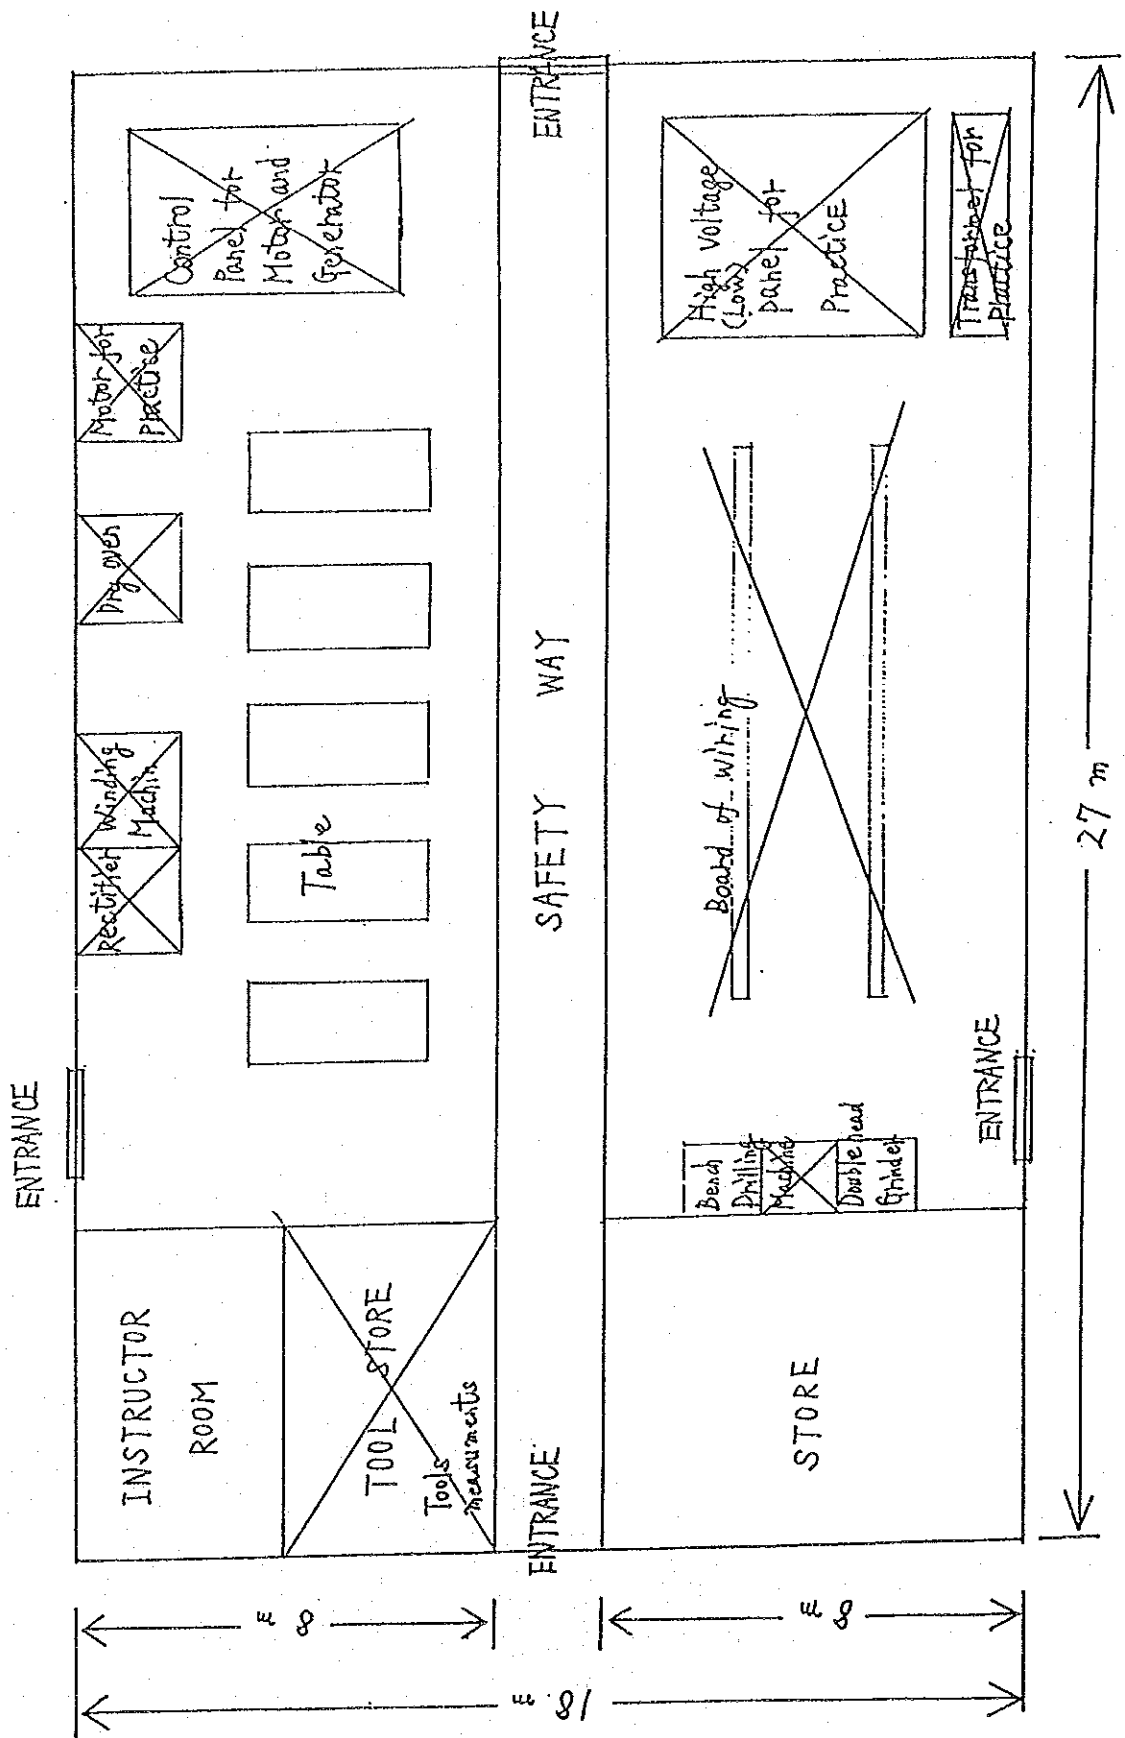 ENTRANCE
INSTRUCTOR
ROOM
TOOL STORE
Tools
measuments
Rectifier
Winding
Machin
Dry oven
Motor for
Practice
Control
Panel for
Motor and
Generator
Table
ENTRANCE
SAFETY WAY
ENTRANCE
STORE
Bench
Drilling
Machine
Double head
Grinder
Board of wiring
High voltage
(Low)
panel for
PracticE
Transformer for
Practice
ENTRANCE
8 m
8 m
18 m
27 m